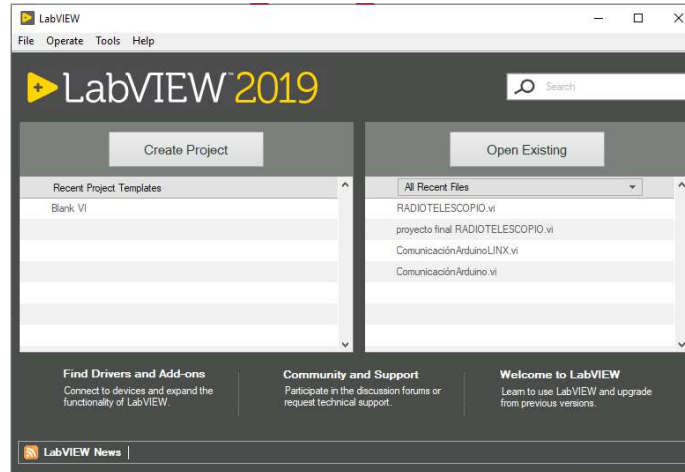 LabVIEW
File Operate Tools Help
LabVIEW™ 2019
Search
Create Project
Open Existing
Recent Project Templates
Blank VI
All Recent Files
RADIOTELESCOPIO.vi
proyecto final RADIOTELESCOPIO.vi
ComunicaciónArduinoLINX.vi
ComunicaciónArduino.vi
Find Drivers and Add-ons
Connect to devices and expand the
functionality of LabVIEW.
Community and Support
Participate in the discussion forums or
request technical support.
Welcome to LabVIEW
Learn to use LabVIEW and upgrade
from previous versions.
LabVIEW News